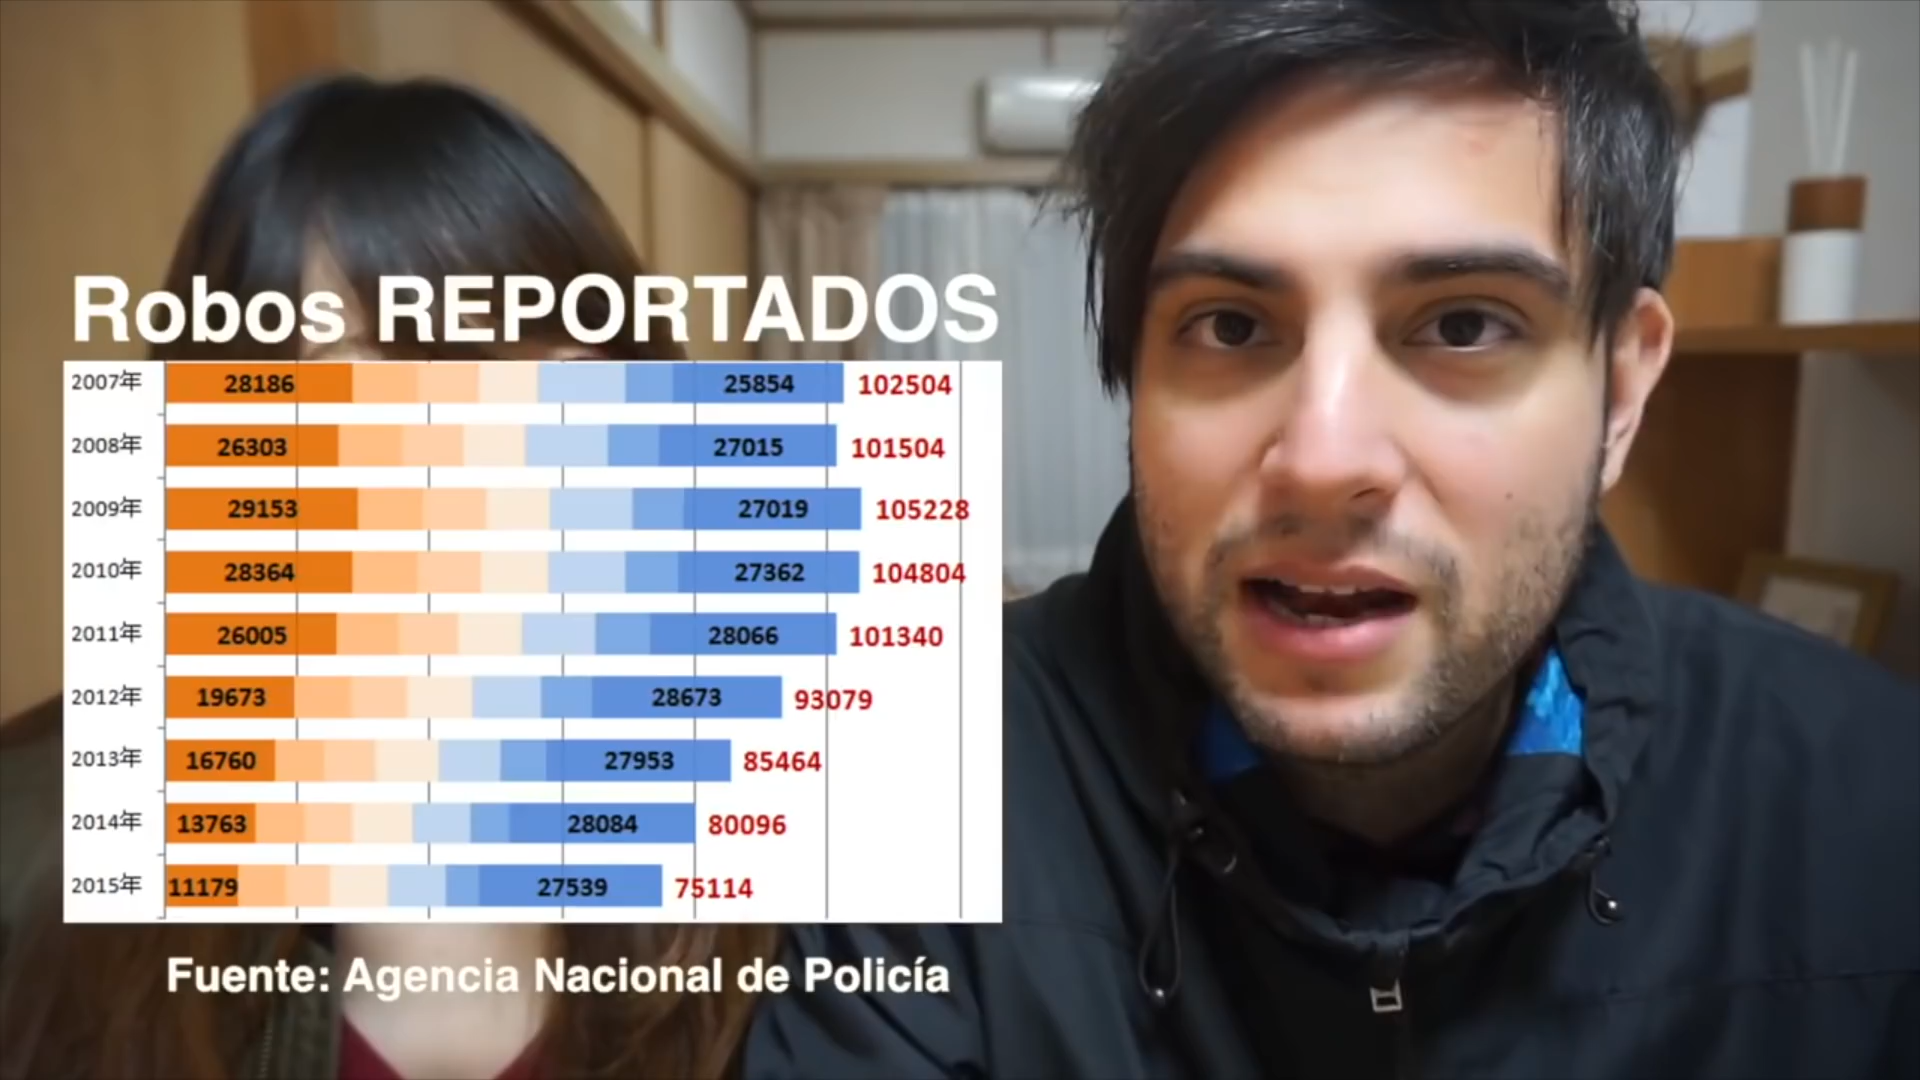 Robos REPORTADOS
2007年 28186 25854 102504
2008年 26303 27015 101504
2009年 29153 27019 105228
2010年 28364 27362 104804
2011年 26005 28066 101340
2012年 19673 28673 93079
2013年 16760 27953 85464
2014年 13763 28084 80096
2015年 11179 27539 75114
Fuente: Agencia Nacional de Policía